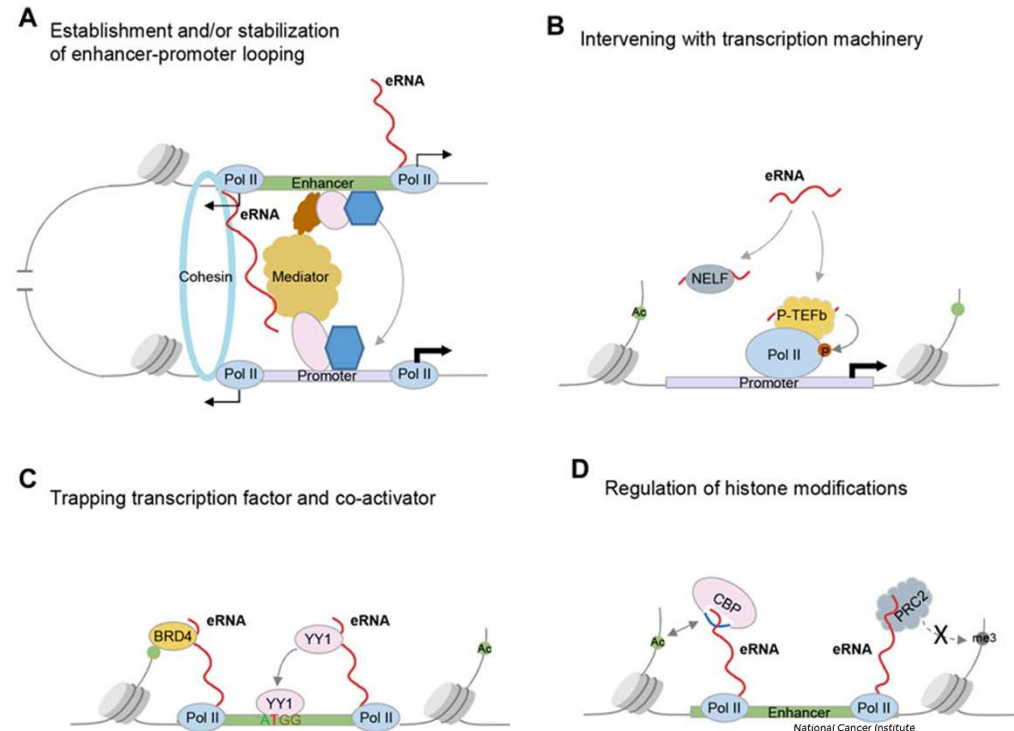 A
Establishment and/or stabilization
of enhancer-promoter looping
eRNA
Pol II
Enhancer
Pol II
eRNA
Cohesin
Mediator
Pol II
Promoter
Pol II
B
Intervening with transcription machinery
eRNA
NELF
Ac
P-TEFb
Pol II
P
Promoter
C
Trapping transcription factor and co-activator
eRNA
eRNA
BRD4
YY1
Ac
YY1
Pol II
ATGG
Pol II
D
Regulation of histone modifications
CBP
PRC2
Ac
eRNA
eRNA
X
me3
Pol II
Enhancer
Pol II
National Cancer Institute